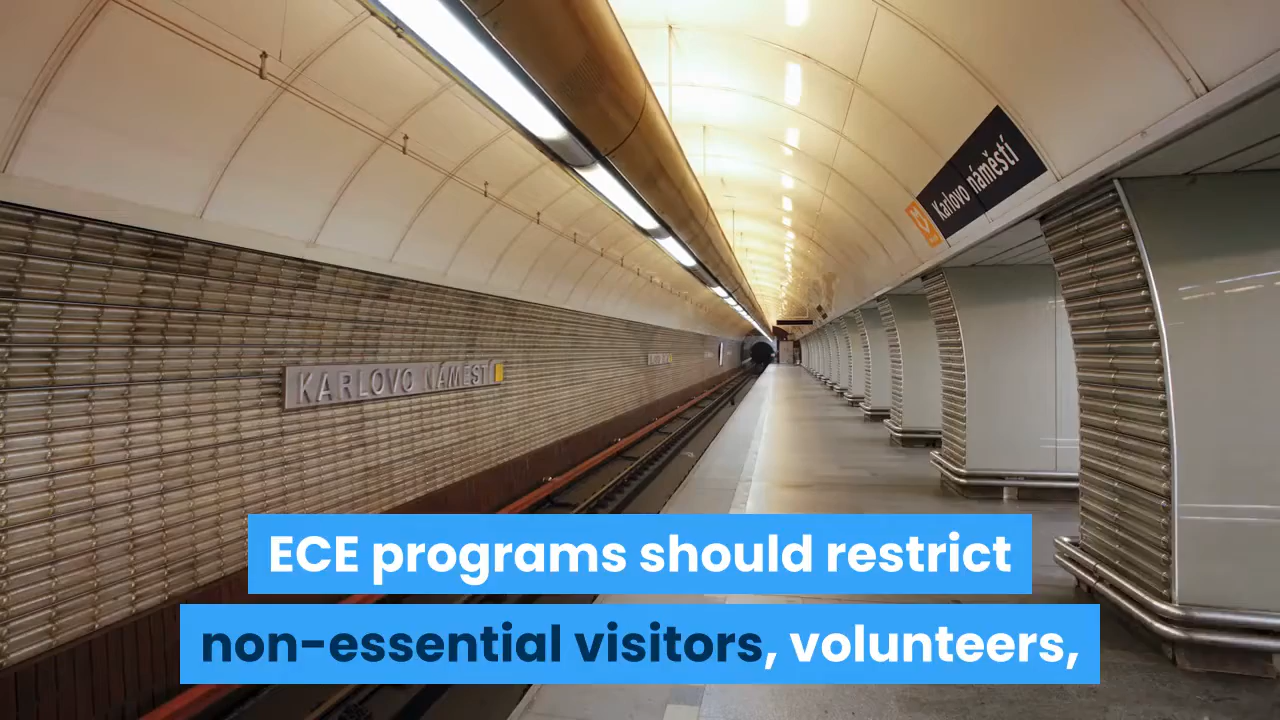 Karlovo náměstí
KARLOVO NÁMĚSTÍ
ECE programs should restrict
non-essential visitors, volunteers,